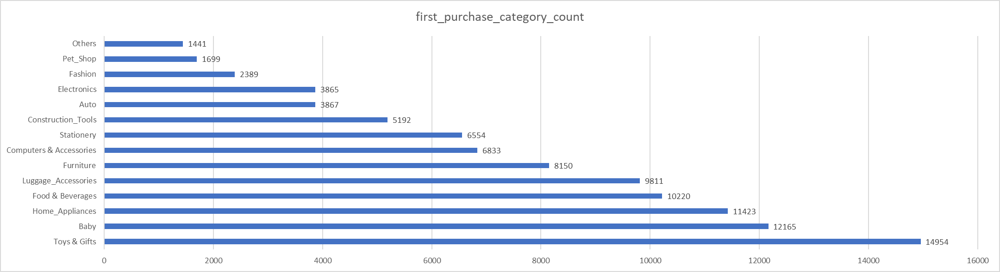 first_purchase_category_count
Others 1441
Pet_Shop 1699
Fashion 2389
Electronics 3865
Auto 3867
Construction_Tools 5192
Stationery 6554
Computers & Accessories 6833
Furniture 8150
Luggage_Accessories 9811
Food & Beverages 10220
Home_Appliances 11423
Baby 12165
Toys & Gifts 14954
0 2000 4000 6000 8000 10000 12000 14000 16000